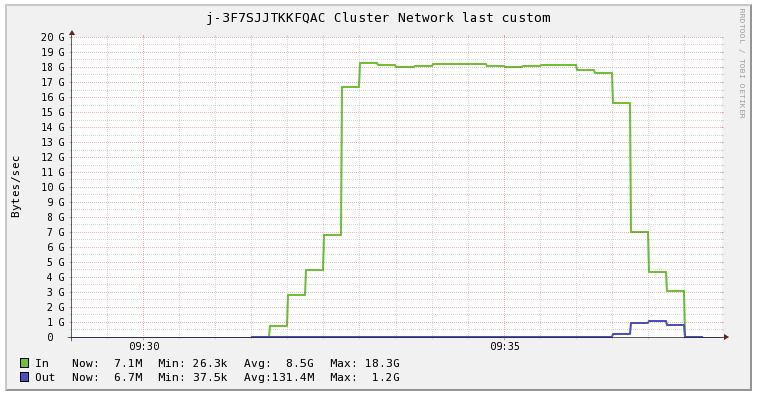 j-3F7SJJTKKFQAC Cluster Network last custom
RRDTOOL / TOBI OETIKER
Bytes/sec
20 G
19 G
18 G
17 G
16 G
15 G
14 G
13 G
12 G
11 G
10 G
9 G
8 G
7 G
6 G
5 G
4 G
3 G
2 G
1 G
0
09:30 09:35
In Now: 7.1M Min: 26.3k Avg: 8.5G Max: 18.3G
Out Now: 6.7M Min: 37.5k Avg:131.4M Max: 1.2G